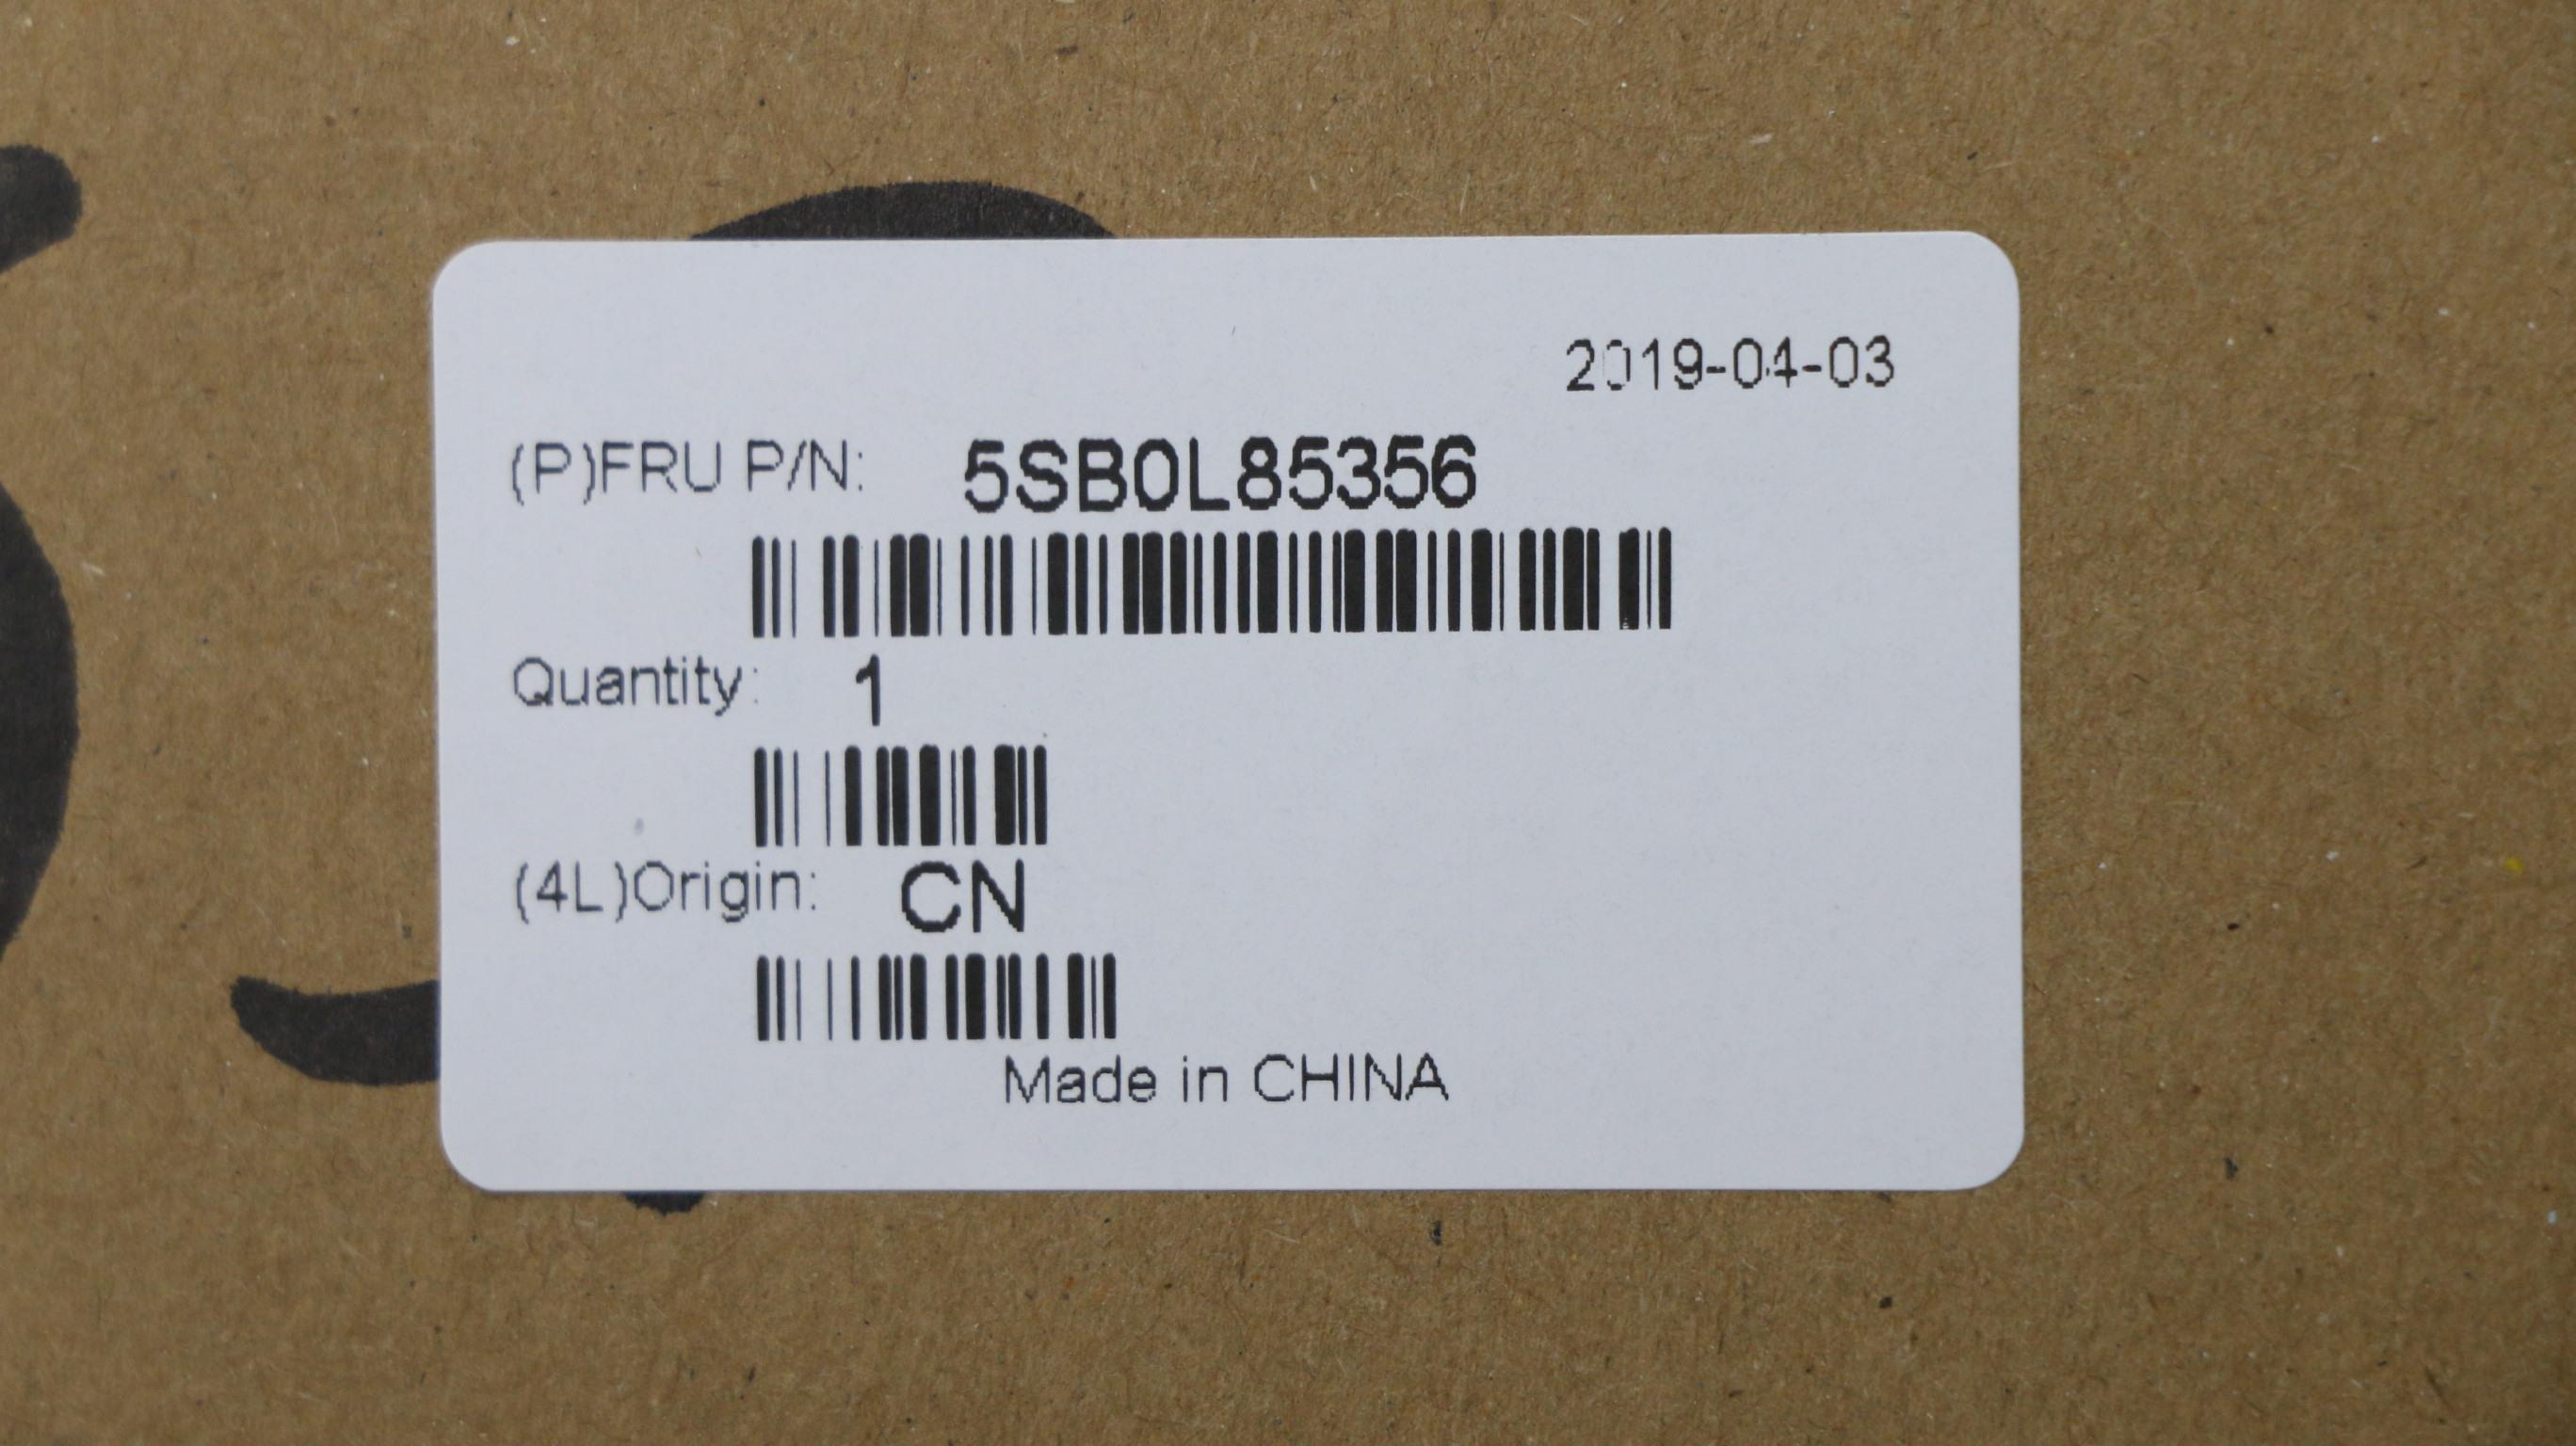 2019-04-03
(P)FRU P/N: 5SB0L85356
Quantity: 1
(4L)Origin: CN
Made in CHINA